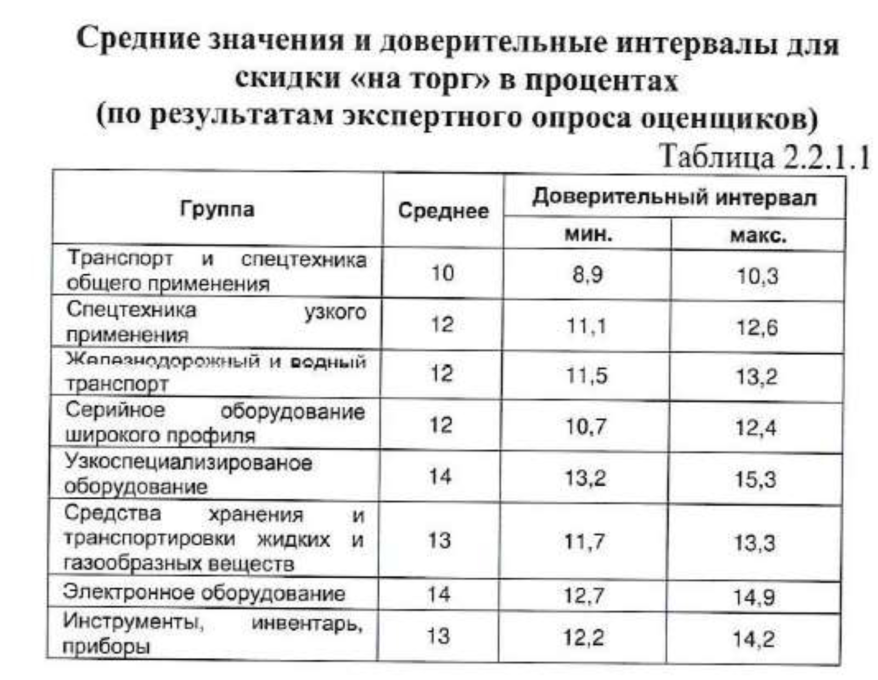 Средние значения и доверительные интервалы для
скидки «на торг» в процентах
(по результатам экспертного опроса оценщиков)
Таблица 2.2.1.1
Группа Среднее Доверительный интервал
мин. макс.
Транспорт и спецтехника
общего применения 10 8,9 10,3
Спецтехника узкого
применения 12 11,1 12,6
Железнодорожный и водный
транспорт 12 11,5 13,2
Серийное оборудование
широкого профиля 12 10,7 12,4
Узкоспециализированое
оборудование 14 13,2 15,3
Средства хранения и
транспортировки жидких и 13 11,7 13,3
газообразных веществ
Электронное оборудование 14 12,7 14,9
Инструменты, инвентарь,
приборы 13 12,2 14,2